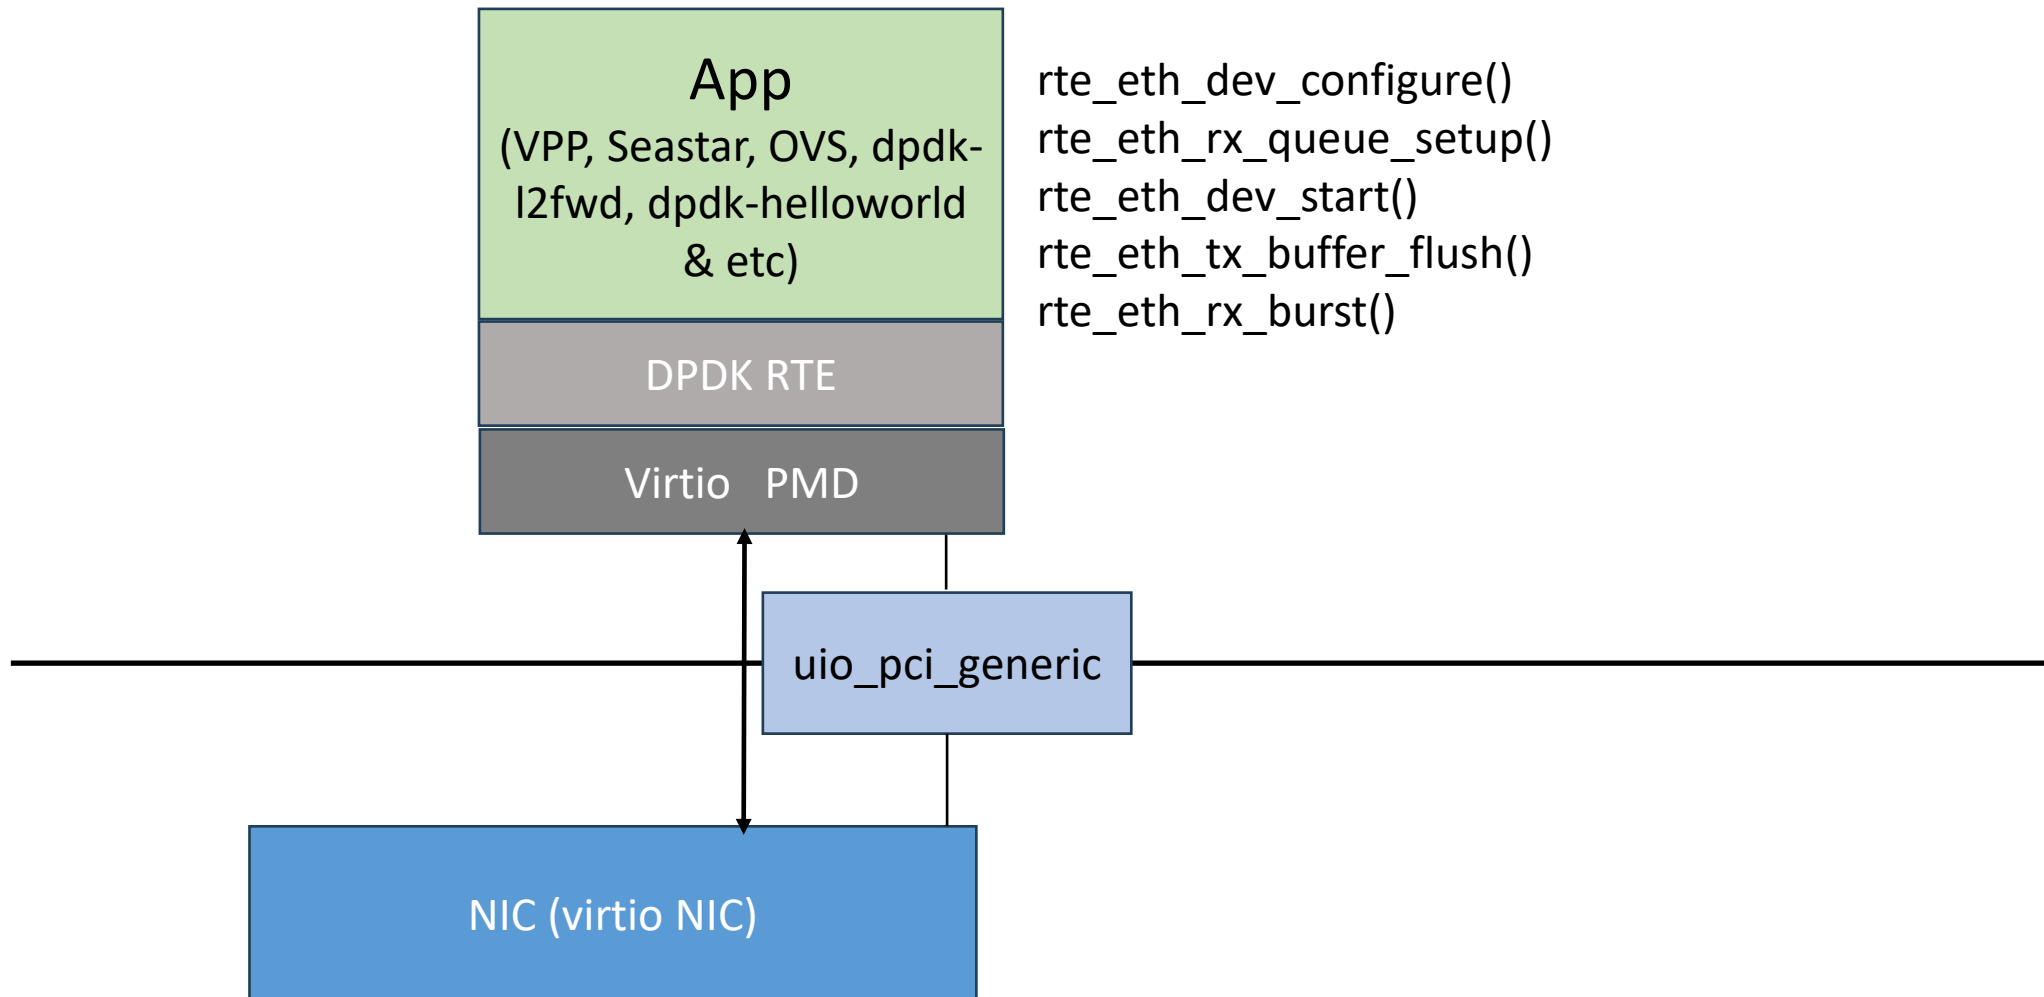 App
(VPP, Seastar, OVS, dpdk-
l2fwd, dpdk-helloworld
& etc)
rte_eth_dev_configure()
rte_eth_rx_queue_setup()
rte_eth_dev_start()
rte_eth_tx_buffer_flush()
rte_eth_rx_burst()
DPDK RTE
Virtio PMD
uio_pci_generic
NIC (virtio NIC)